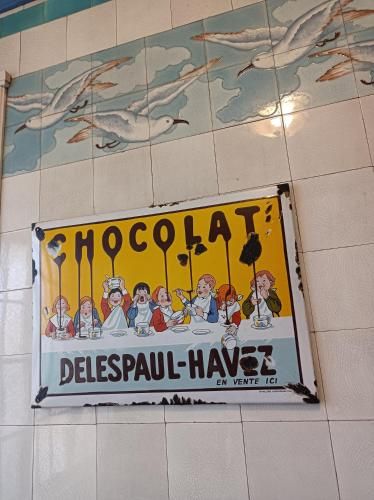 CHOCOLAT
DELESPAUL-HAVEZ
EN VENTE ICI